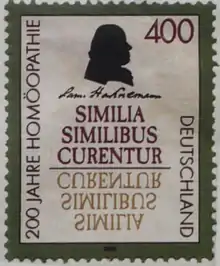 400
Sam. Hahnemann
SIMILIA
SIMILIBUS
CURENTUR
CURENTUR
SIMILIBUS
SIMILIA
200 JAHRE HOMÖOPATHIE
DEUTSCHLAND